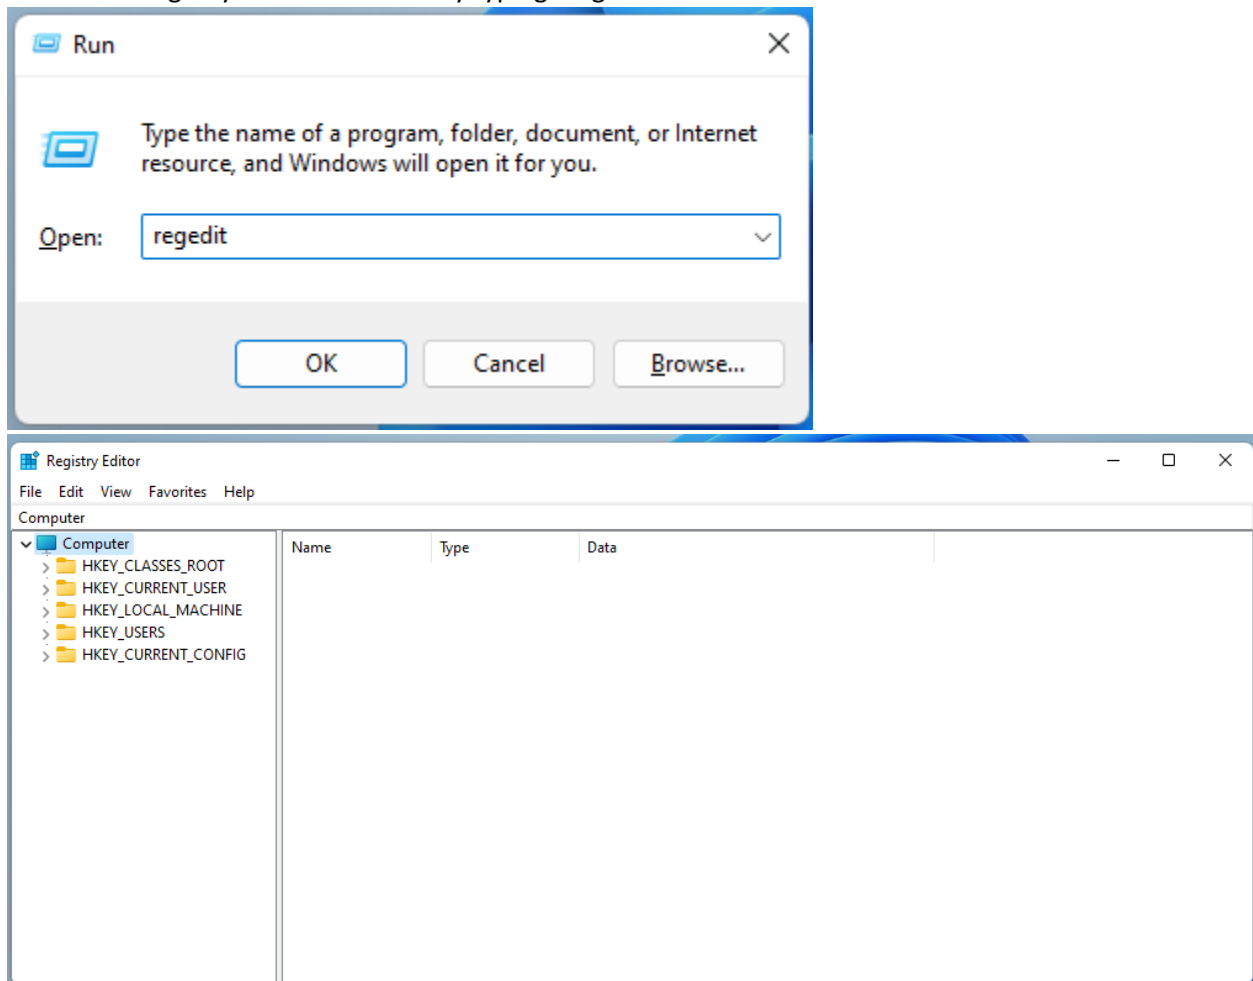 Run
Type the name of a program, folder, document, or Internet
resource, and Windows will open it for you.
Open: regedit
OK Cancel Browse...
Registry Editor
File Edit View Favorites Help
Computer
Computer
Name Type Data
HKEY_CLASSES_ROOT
HKEY_CURRENT_USER
HKEY_LOCAL_MACHINE
HKEY_USERS
HKEY_CURRENT_CONFIG